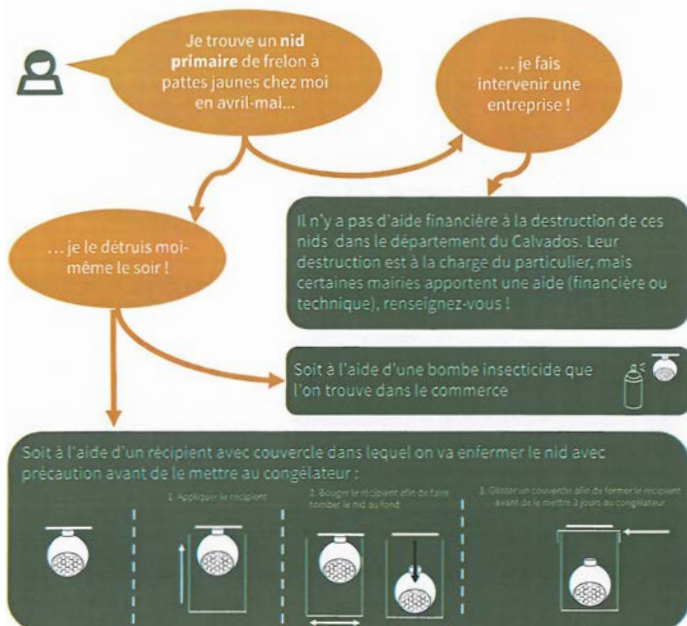 Je trouve un nid
primaire de frelon à
pattes jaunes chez moi
en avril-mai...
... je fais
intervenir une
entreprise !
... je le détruis moi-
même le soir !
Il n'y a pas d'aide financière à la destruction de ces
nids dans le département du Calvados. Leur
destruction est à la charge du particulier, mais
certaines mairies apportent une aide (financière ou
technique), renseignez-vous !
Soit à l'aide d'une bombe insecticide que
l'on trouve dans le commerce
Soit à l'aide d'un récipient avec couvercle dans lequel on va enfermer le nid avec
précaution avant de le mettre au congélateur :
1. Appliquer le récipient
2. Bouger le récipient afin de faire
tomber le nid au fond
3. Glisser un couvercle afin de fermer le récipient
avant de le mettre 2 jours au congélateur